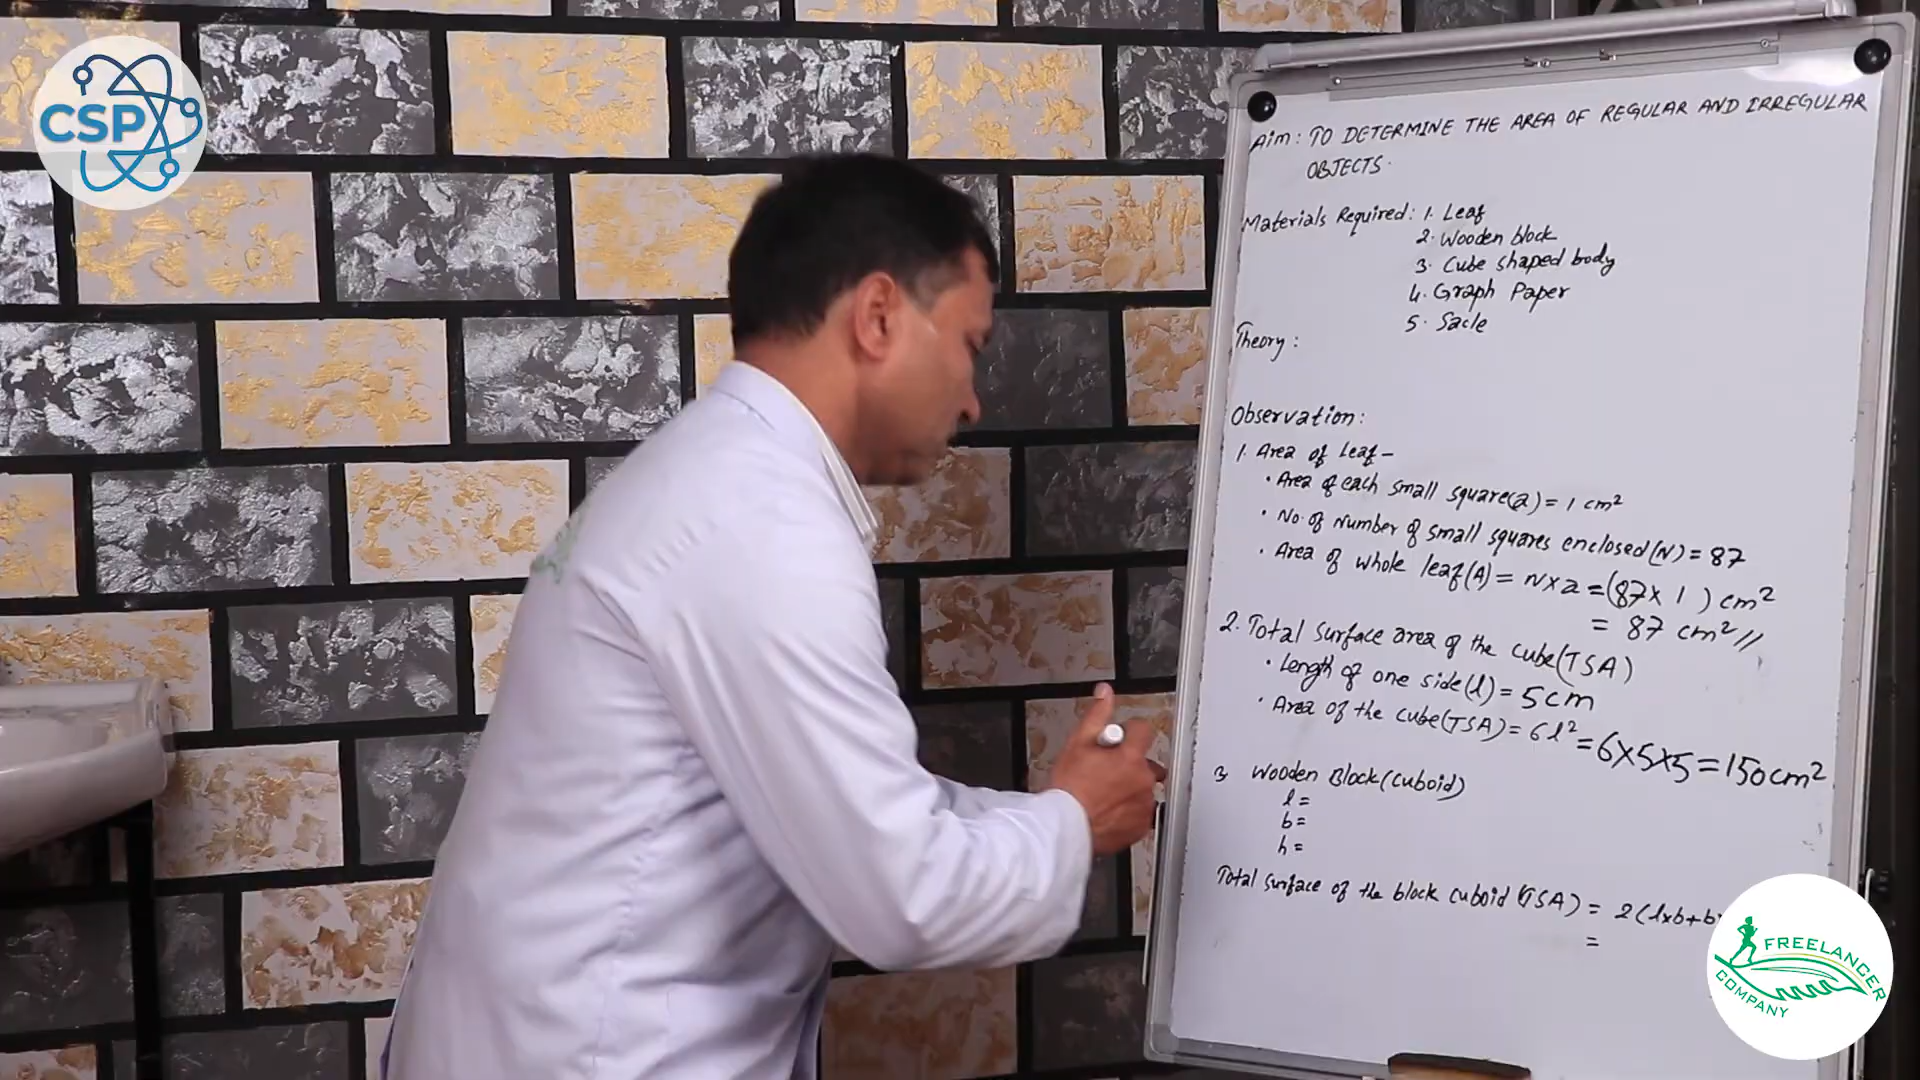 CSP
Aim: TO DETERMINE THE AREA OF REGULAR AND IRREGULAR
OBJECTS.
Materials Required: 1. Leaf
2. Wooden block
3. Cube shaped body
4. Graph Paper
5. Sacle
Theory:
Observation:
1. Area of Leaf -
• Area of each small square(a) = 1 cm²
• No. of Number of small squares enclosed(N) = 87
• Area of whole leaf(A) = N×a = (87×1) cm²
= 87 cm² //
2. Total Surface area of the cube(TSA)
• Length of one side(l) = 5cm
• Area of the cube(TSA) = 6l² = 6×5×5 = 150cm²
3. Wooden Block(Cuboid)
l =
b =
h =
Total Surface of the block cuboid (TSA) = 2(l×b+b
=
FREELANCER
COMPANY